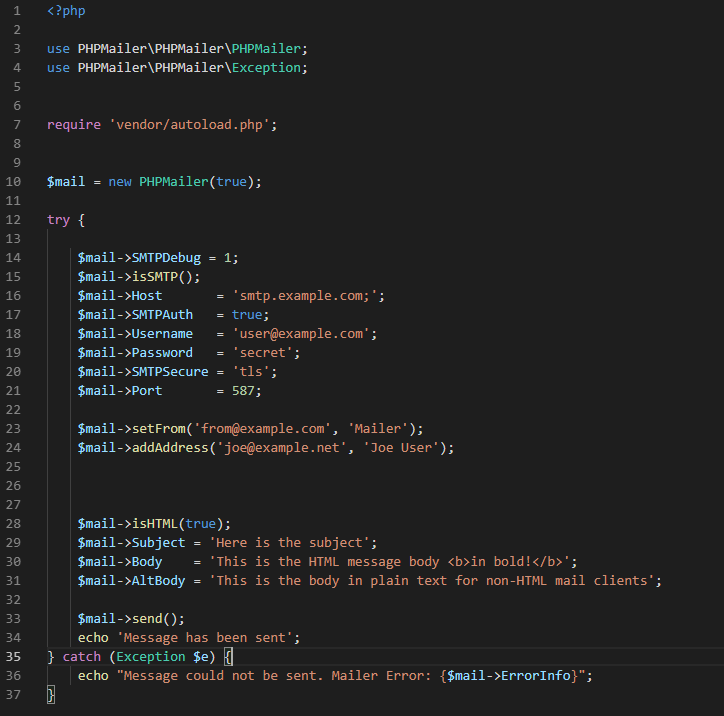 1 <?php
2
3 use PHPMailer\PHPMailer\PHPMailer;
4 use PHPMailer\PHPMailer\Exception;
5
6
7 require 'vendor/autoload.php';
8
9
10 $mail = new PHPMailer(true);
11
12 try {
13
14     $mail->SMTPDebug = 1;
15     $mail->isSMTP();
16     $mail->Host       = 'smtp.example.com;';
17     $mail->SMTPAuth   = true;
18     $mail->Username   = 'user@example.com';
19     $mail->Password   = 'secret';
20     $mail->SMTPSecure = 'tls';
21     $mail->Port       = 587;
22
23     $mail->setFrom('from@example.com', 'Mailer');
24     $mail->addAddress('joe@example.net', 'Joe User');
25
26
27
28     $mail->isHTML(true);
29     $mail->Subject = 'Here is the subject';
30     $mail->Body    = 'This is the HTML message body <b>in bold!</b>';
31     $mail->AltBody = 'This is the body in plain text for non-HTML mail clients';
32
33     $mail->send();
34     echo 'Message has been sent';
35 } catch (Exception $e) {
36     echo "Message could not be sent. Mailer Error: {$mail->ErrorInfo}";
37 }